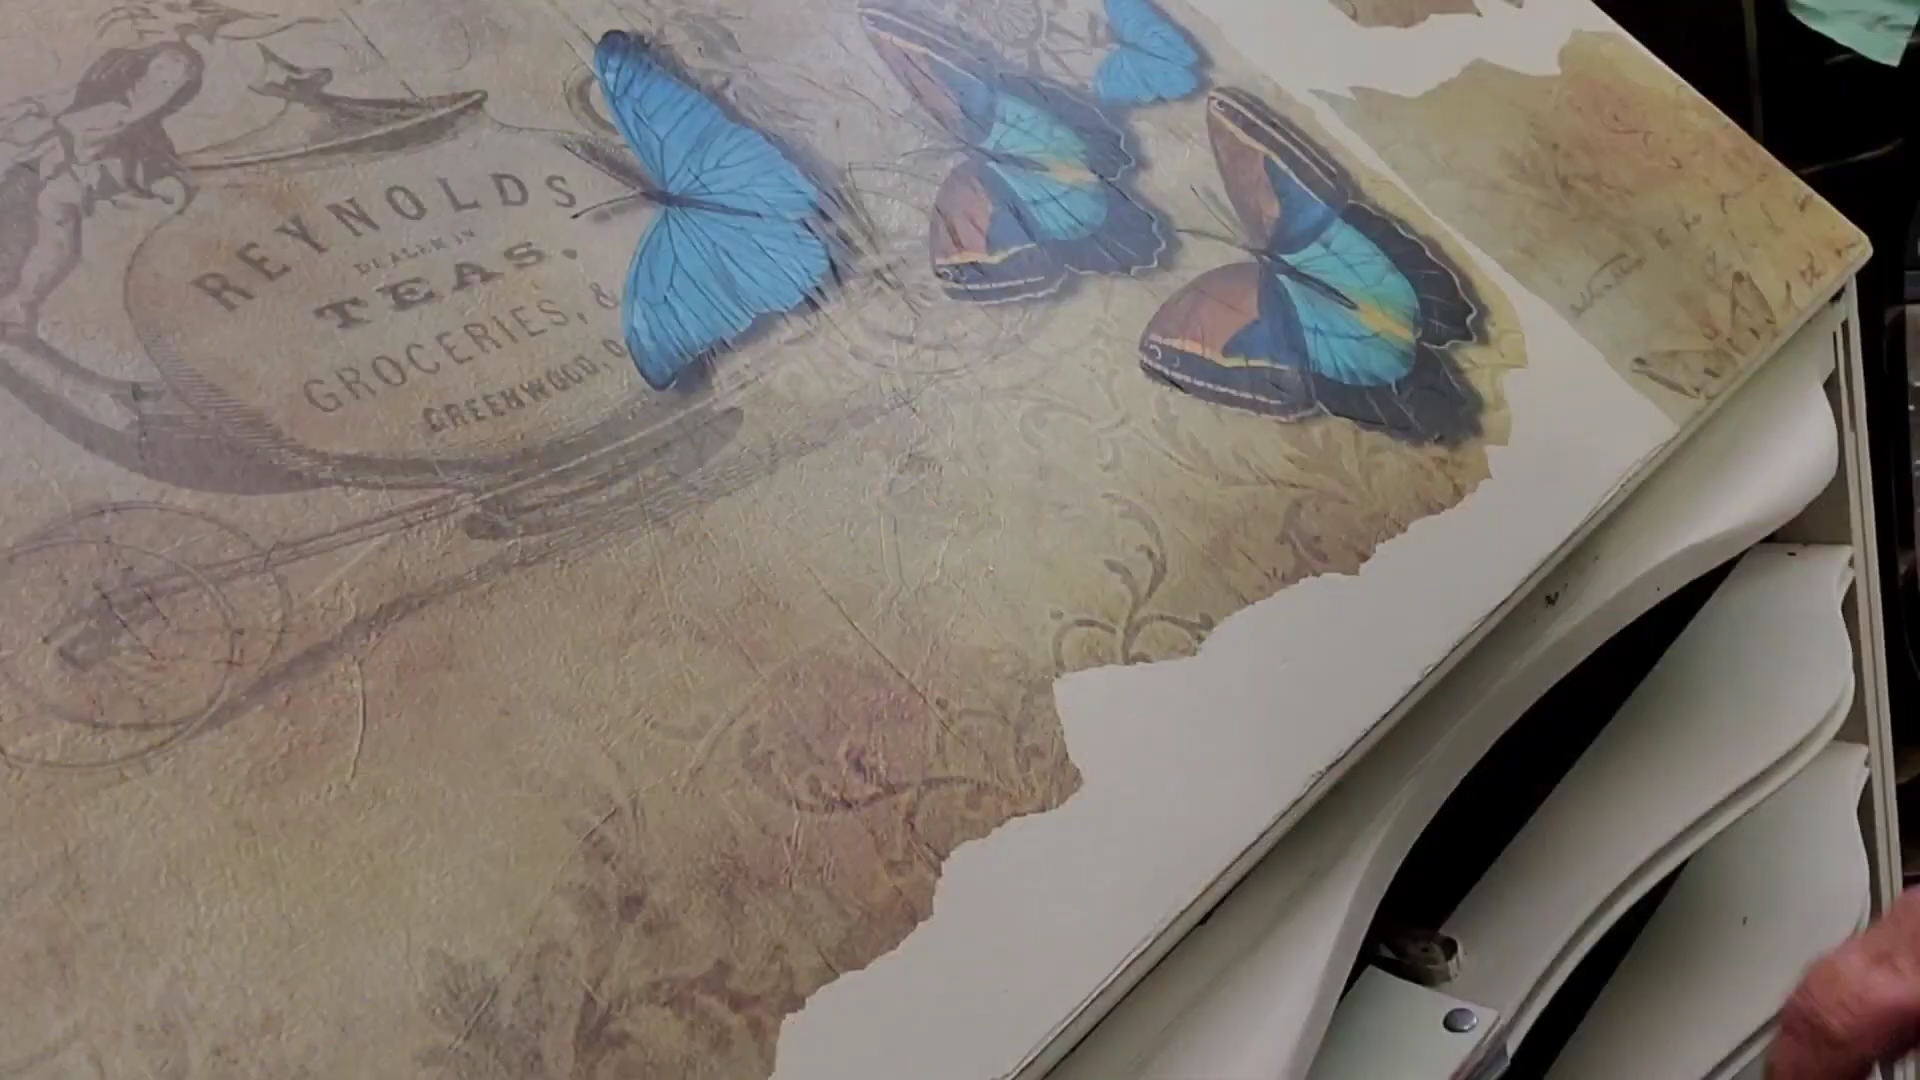 REYNOLDS
DEALER IN
TEAS.
GROCERIES, &
GREENWOOD, O